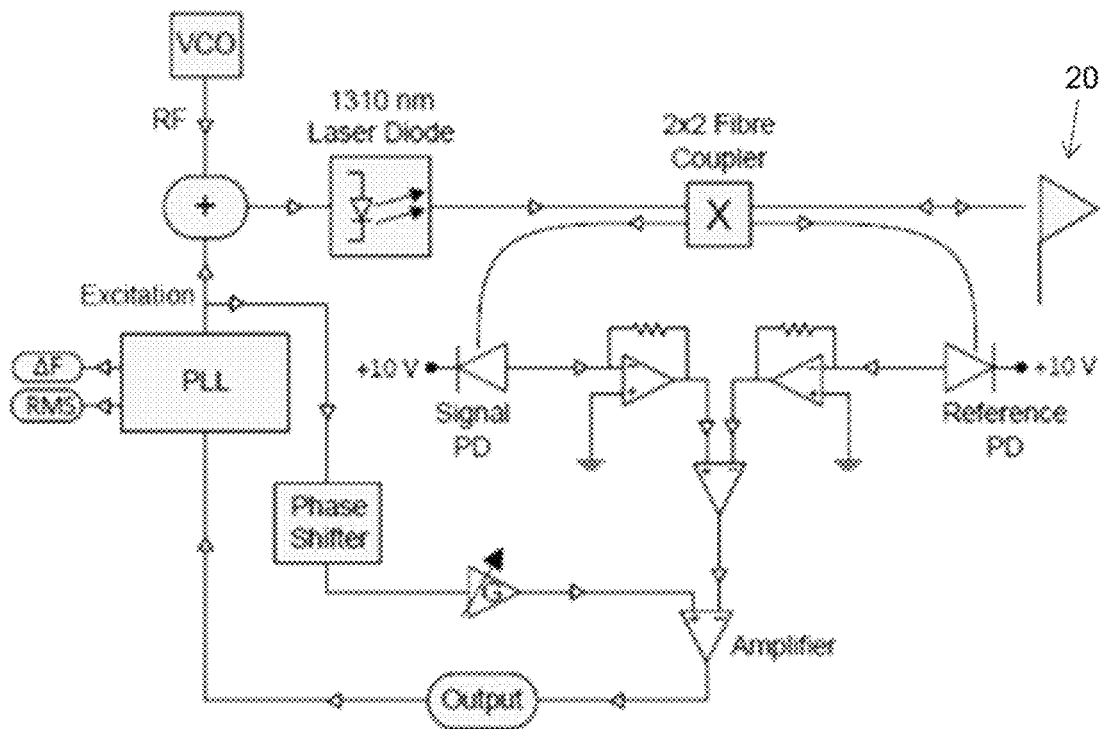 VCO
RF
1310 nm
Laser Diode
2x2 Fibre
Coupler
20
+
X
Excitation
ΔF
RMS
PLL
+10 V
Signal
PD
+10 V
Reference
PD
Phase
Shifter
G
Amplifier
Output